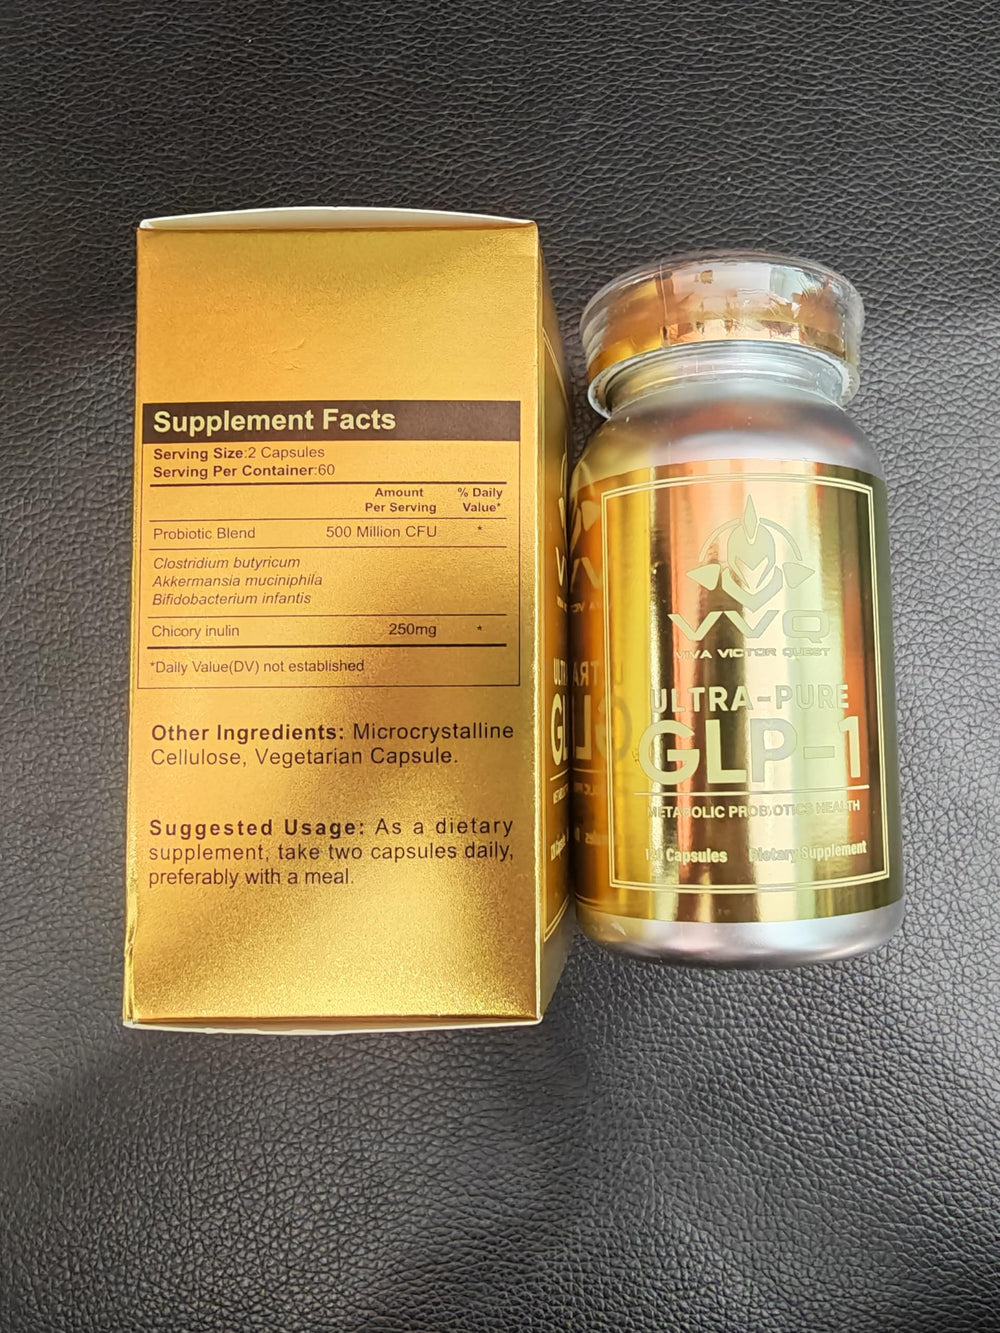 Supplement Facts
Serving Size:2 Capsules
Serving Per Container:60
Amount Per Serving
% Daily Value*
Probiotic Blend 500 Million CFU *
Clostridium butyricum
Akkermansia muciniphila
Bifidobacterium infantis
Chicory inulin 250mg *
*Daily Value(DV) not established
Other Ingredients: Microcrystalline
Cellulose, Vegetarian Capsule.
Suggested Usage: As a dietary
supplement, take two capsules daily,
preferably with a meal.
VVQ
VIVA VICTOR QUEST
ULTRA-PURE
GLP-1
METABOLIC PROBIOTICS HEALTH
120 Capsules Dietary Supplement